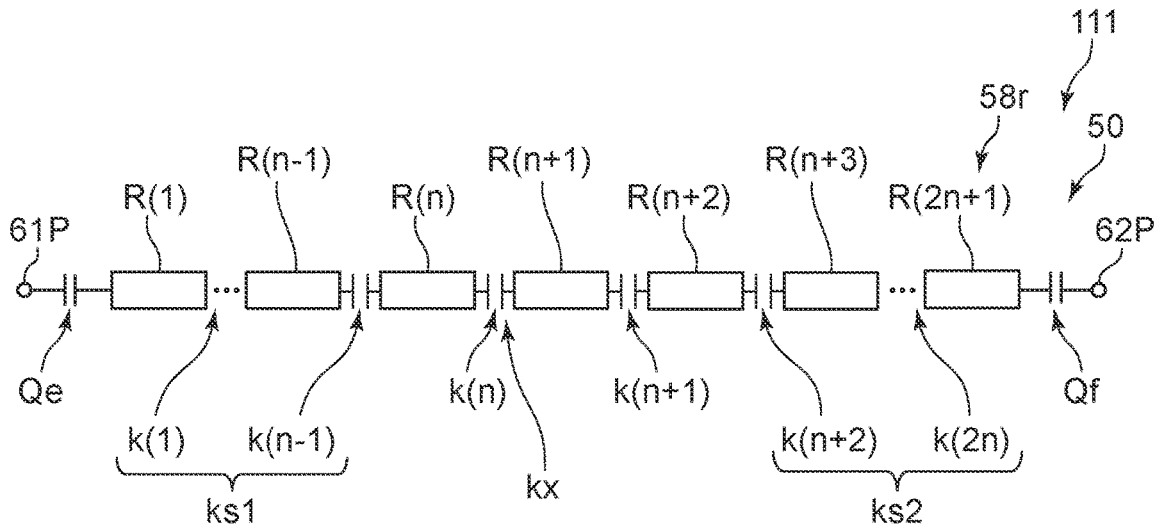 111
58r
50
R(n-1)
R(n+1)
R(n+3)
R(1)
R(n)
R(n+2)
R(2n+1)
61P
62P
...
...
Qe
k(n)
k(n+1)
Qf
k(1)
k(n-1)
k(n+2)
k(2n)
kx
ks1
ks2